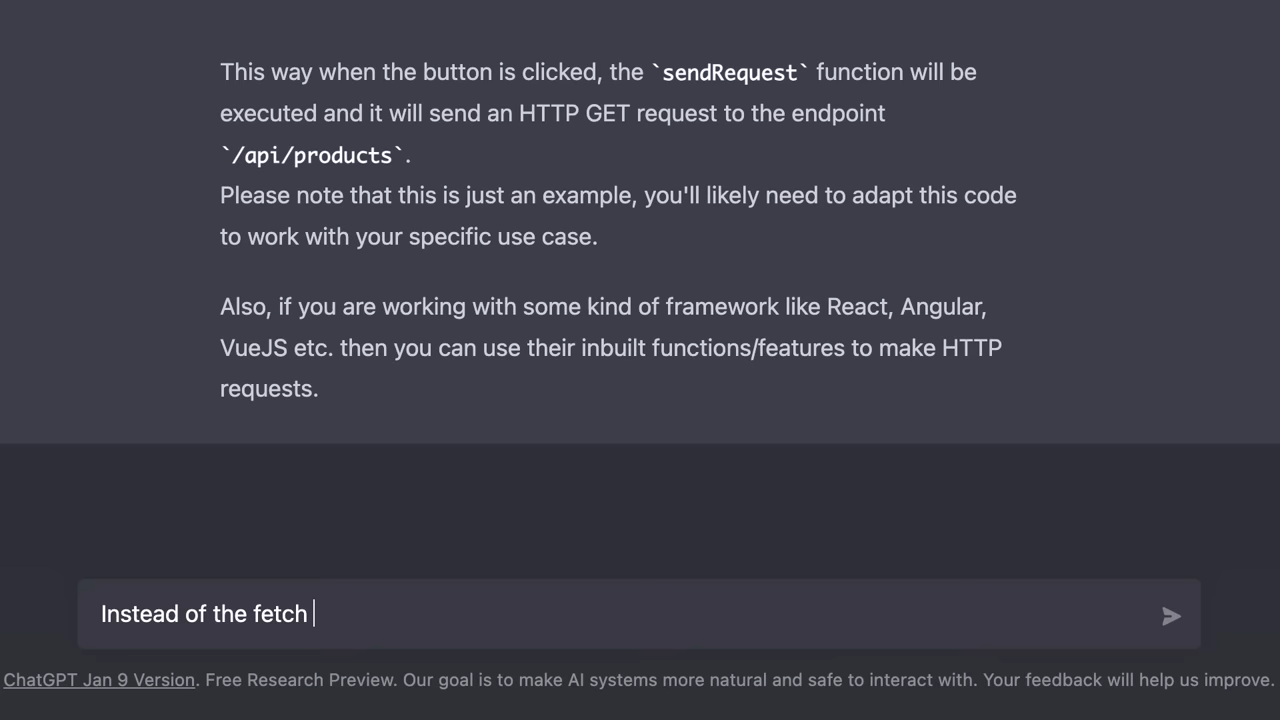 This way when the button is clicked, the `sendRequest` function will be
executed and it will send an HTTP GET request to the endpoint
`/api/products`.
Please note that this is just an example, you'll likely need to adapt this code
to work with your specific use case.
Also, if you are working with some kind of framework like React, Angular,
VueJS etc. then you can use their inbuilt functions/features to make HTTP
requests.
Instead of the fetch
ChatGPT Jan 9 Version. Free Research Preview. Our goal is to make AI systems more natural and safe to interact with. Your feedback will help us improve.